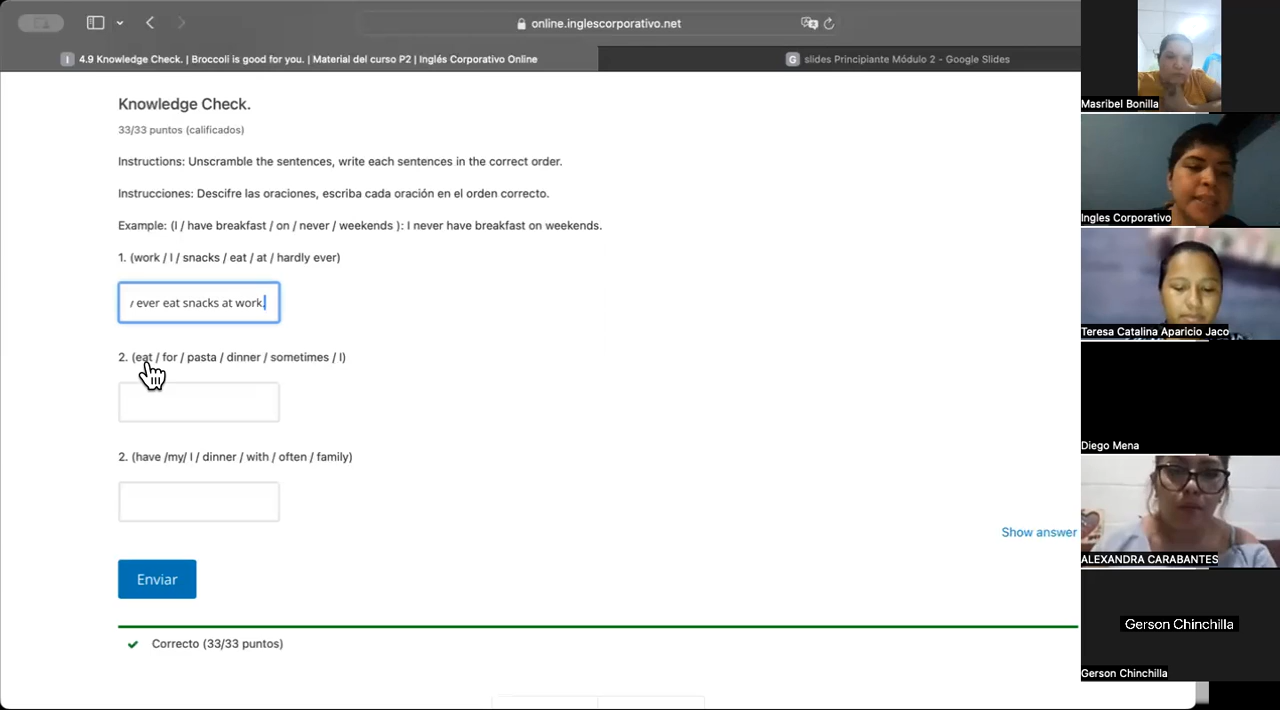 online.inglescorporativo.net
I 4.9 Knowledge Check. | Broccoli is good for you. | Material del curso P2 | Inglés Corporativo Online
G slides Principiante Módulo 2 - Google Slides
Knowledge Check.
33/33 puntos (calificados)
Instructions: Unscramble the sentences, write each sentences in the correct order.
Instrucciones: Descifre las oraciones, escriba cada oración en el orden correcto.
Example: (I / have breakfast / on / never / weekends ): I never have breakfast on weekends.
1. (work / I / snacks / eat / at / hardly ever)
ever eat snacks at work.
2. (eat / for / pasta / dinner / sometimes / I)
2. (have /my/ I / dinner / with / often / family)
Show answer
Enviar
Correcto (33/33 puntos)
Masribel Bonilla
Ingles Corporativo
Teresa Catalina Aparicio Jaco
Diego Mena
ALEXANDRA CARABANTES
Gerson Chinchilla
Gerson Chinchilla